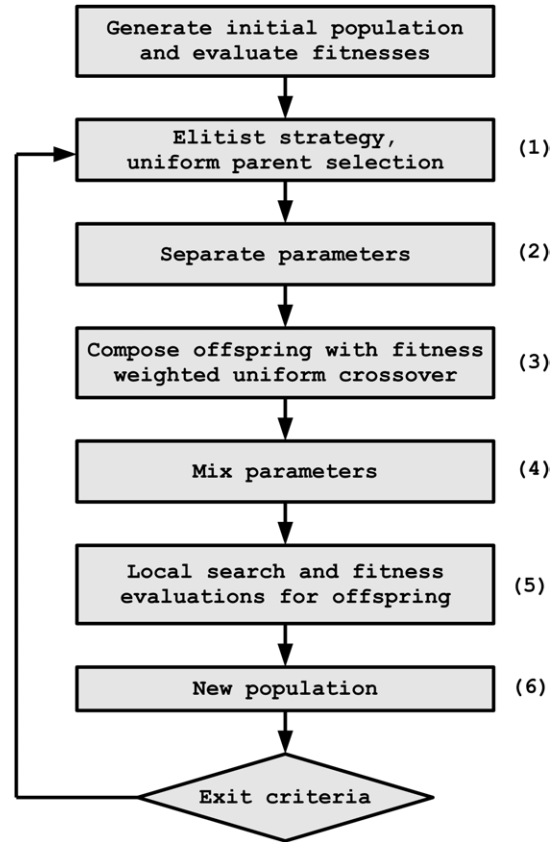 Generate initial population
and evaluate fitnesses
Elitist strategy,
uniform parent selection
(1)
Separate parameters
(2)
Compose offspring with fitness
weighted uniform crossover
(3)
Mix parameters
(4)
Local search and fitness
evaluations for offspring
(5)
New population
(6)
Exit criteria